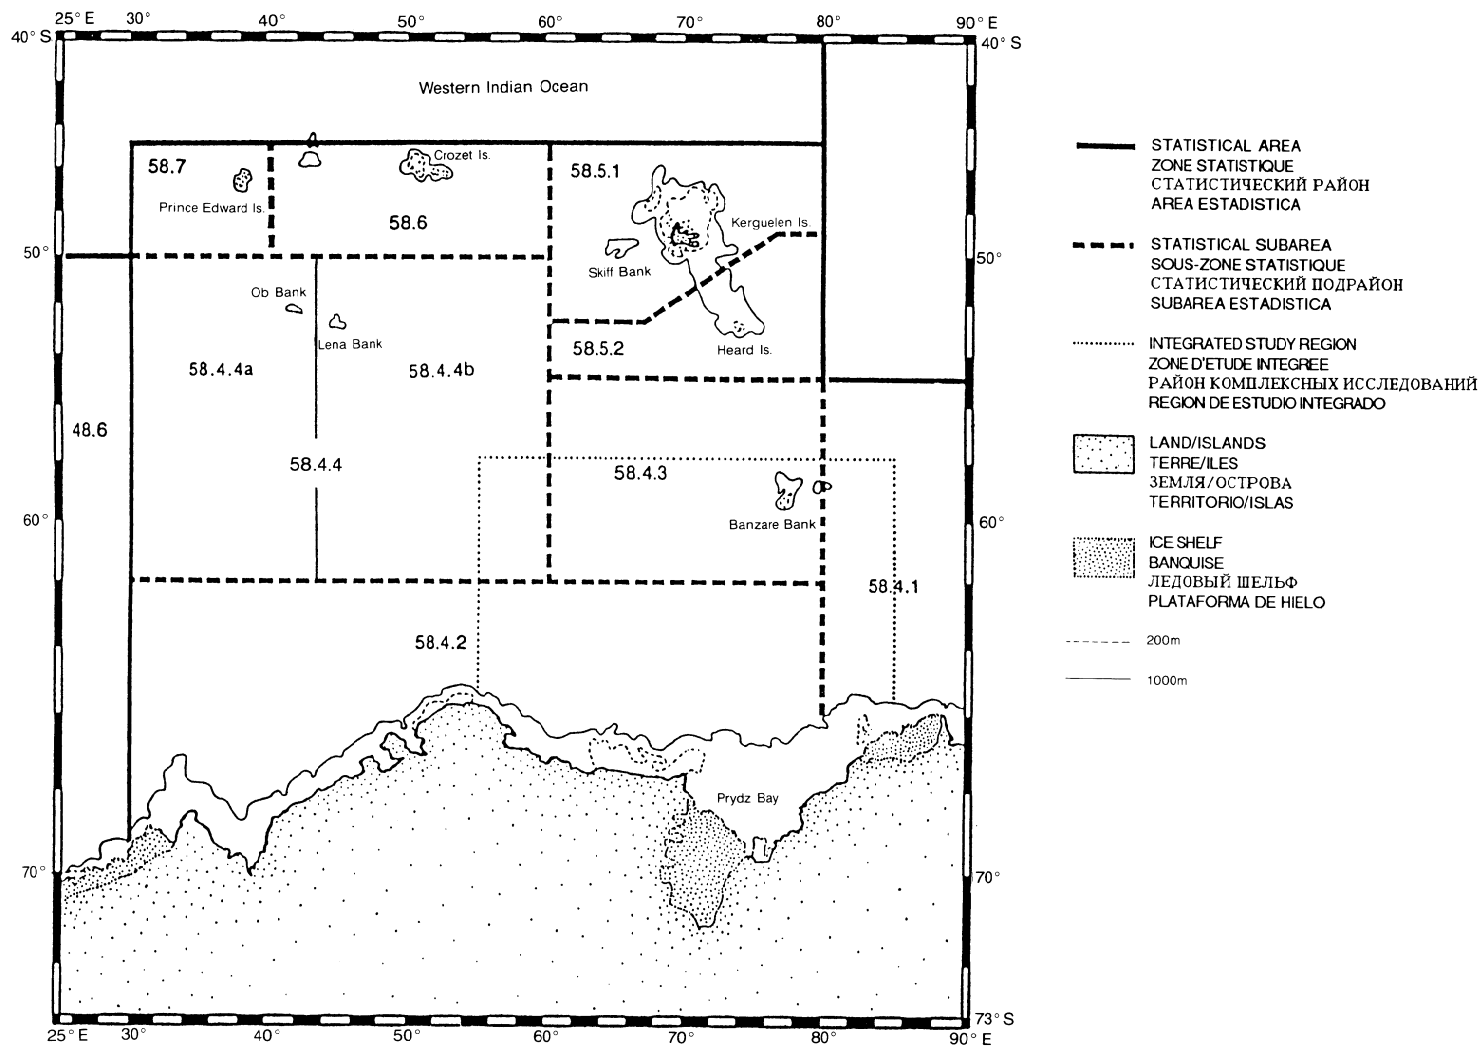 25° E 30° 40° 50° 60° 70° 80° 90° E
40° S
40° S
Western Indian Ocean
58.7
Crozet Is.
58.5.1
Prince Edward Is.
58.6
Kerguelen Is.
50°
50°
Skiff Bank
Ob Bank
Lena Bank
58.5.2
Heard Is.
58.4.4a
58.4.4b
48.6
58.4.4
58.4.3
Banzare Bank
60°
60°
58.4.1
58.4.2
Prydz Bay
70°
70°
73° S
25° E 30° 40° 50° 60° 70° 80° 90° E
STATISTICAL AREA
ZONE STATISTIQUE
СТАТИСТИЧЕСКИЙ РАЙОН
AREA ESTADISTICA
STATISTICAL SUBAREA
SOUS-ZONE STATISTIQUE
СТАТИСТИЧЕСКИЙ ПОДРАЙОН
SUBAREA ESTADISTICA
INTEGRATED STUDY REGION
ZONE D'ETUDE INTEGREE
РАЙОН КОМПЛЕКСНЫХ ИССЛЕДОВАНИЙ
REGION DE ESTUDIO INTEGRADO
LAND/ISLANDS
TERRE/ILES
ЗЕМЛЯ/ОСТРОВА
TERRITORIO/ISLAS
ICE SHELF
BANQUISE
ЛЕДОВЫЙ ШЕЛЬФ
PLATAFORMA DE HIELO
200m
1000m